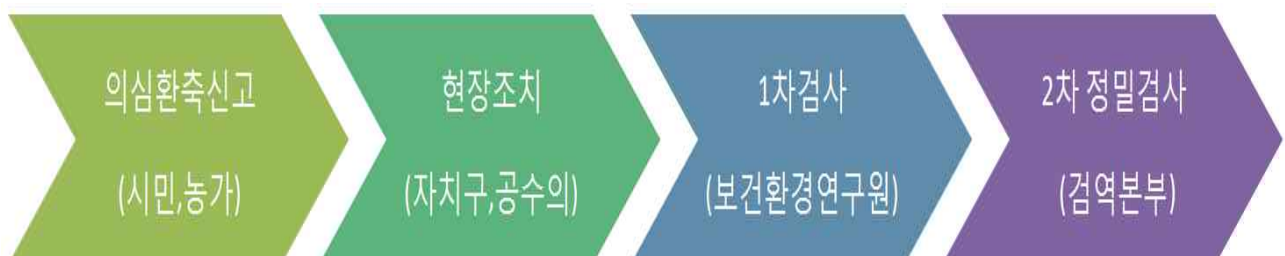 의심환축신고
(시민,농가)
현장조치
(자치구,공수의)
1차검사
(보건환경연구원)
2차 정밀검사
(검역본부)